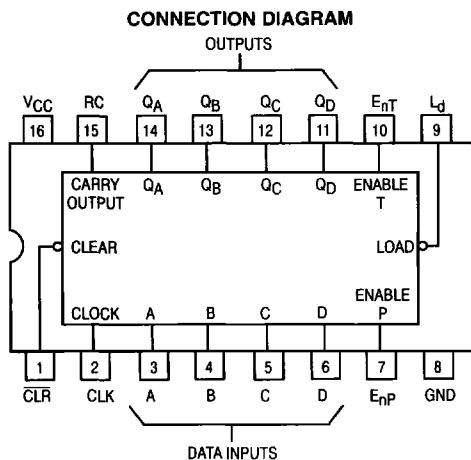 CONNECTION DIAGRAM
OUTPUTS
VCC RC QA QB QC QD EnT Ld
16 15 14 13 12 11 10 9
CARRY OUTPUT QA QB QC QD ENABLE T
CLEAR LOAD
ENABLE P
CLOCK A B C D
1 2 3 4 5 6 7 8
C̅L̅R̅ CLK A B C D EnP GND
DATA INPUTS